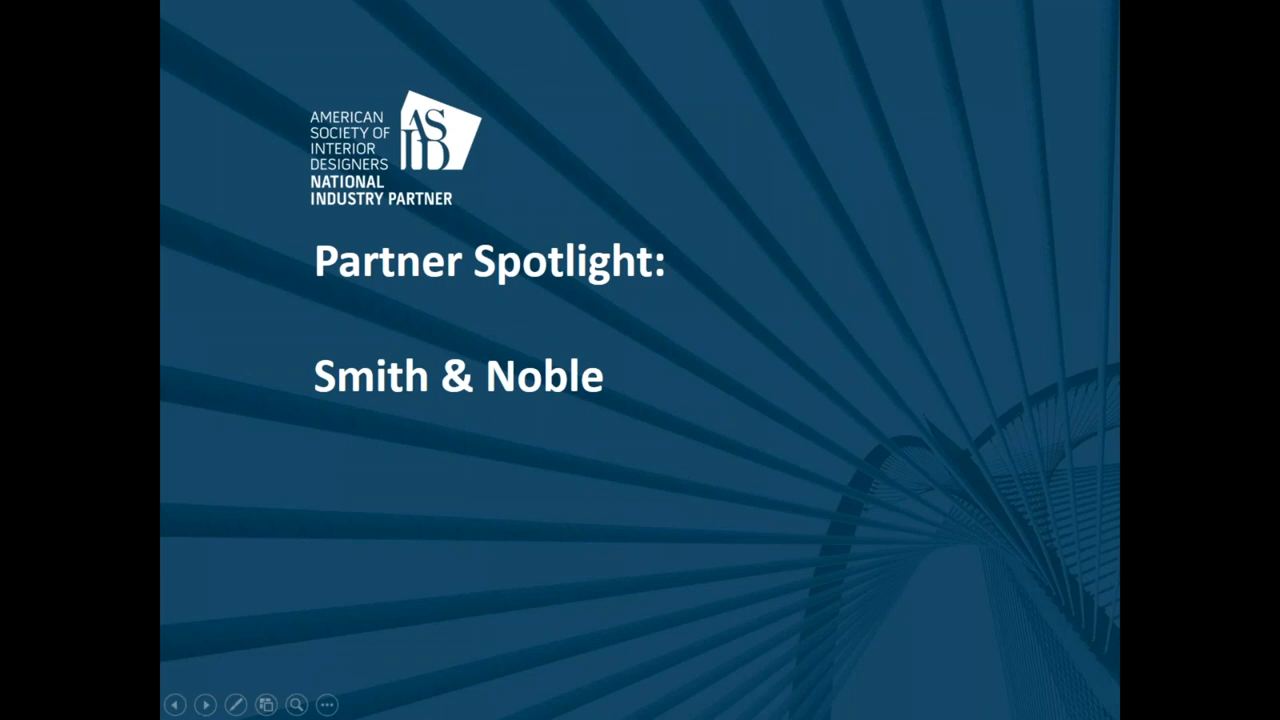 AMERICAN
SOCIETY OF
INTERIOR
DESIGNERS
ASID
NATIONAL
INDUSTRY PARTNER
Partner Spotlight:
Smith & Noble